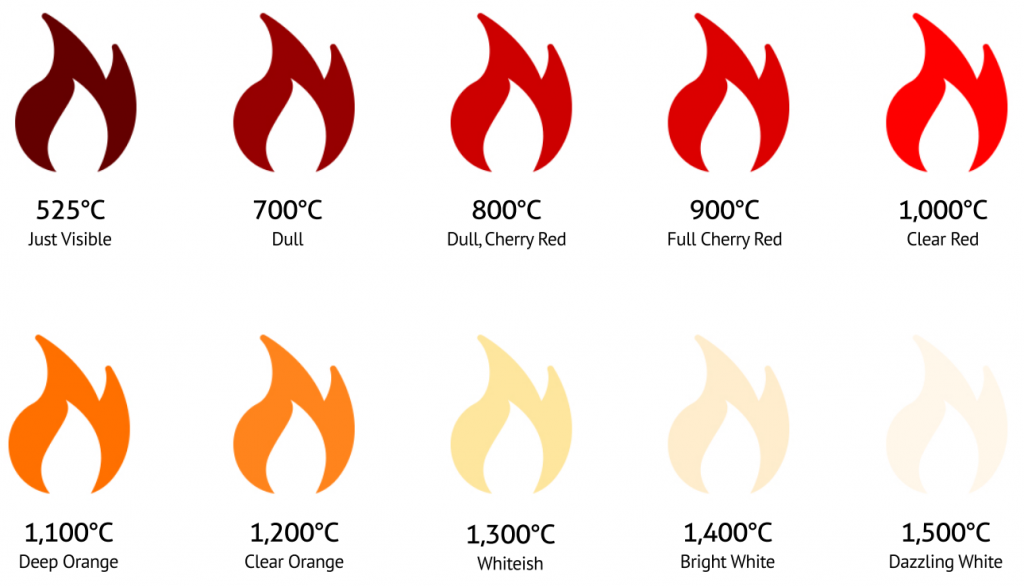 525°C
Just Visible
700°C
Dull
800°C
Dull, Cherry Red
900°C
Full Cherry Red
1,000°C
Clear Red
1,100°C
Deep Orange
1,200°C
Clear Orange
1,300°C
Whiteish
1,400°C
Bright White
1,500°C
Dazzling White